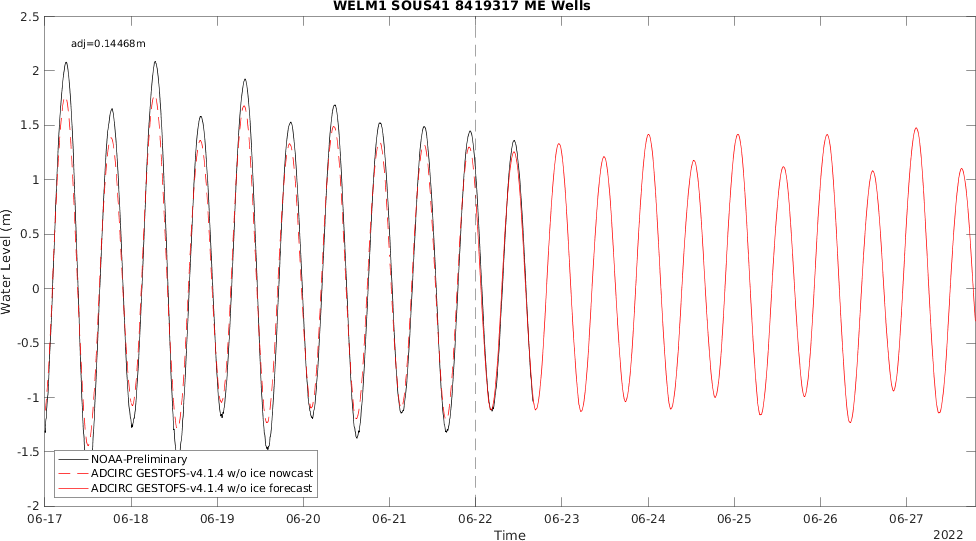 WELM1 SOUS41 8419317 ME Wells
adj=0.14468m
2.5
2
1.5
1
0.5
0
-0.5
-1
-1.5
-2
Water Level (m)
NOAA-Preliminary
ADCIRC GESTOFS-v4.1.4 w/o ice nowcast
ADCIRC GESTOFS-v4.1.4 w/o ice forecast
06-17 06-18 06-19 06-20 06-21 06-22 06-23 06-24 06-25 06-26 06-27
Time
2022